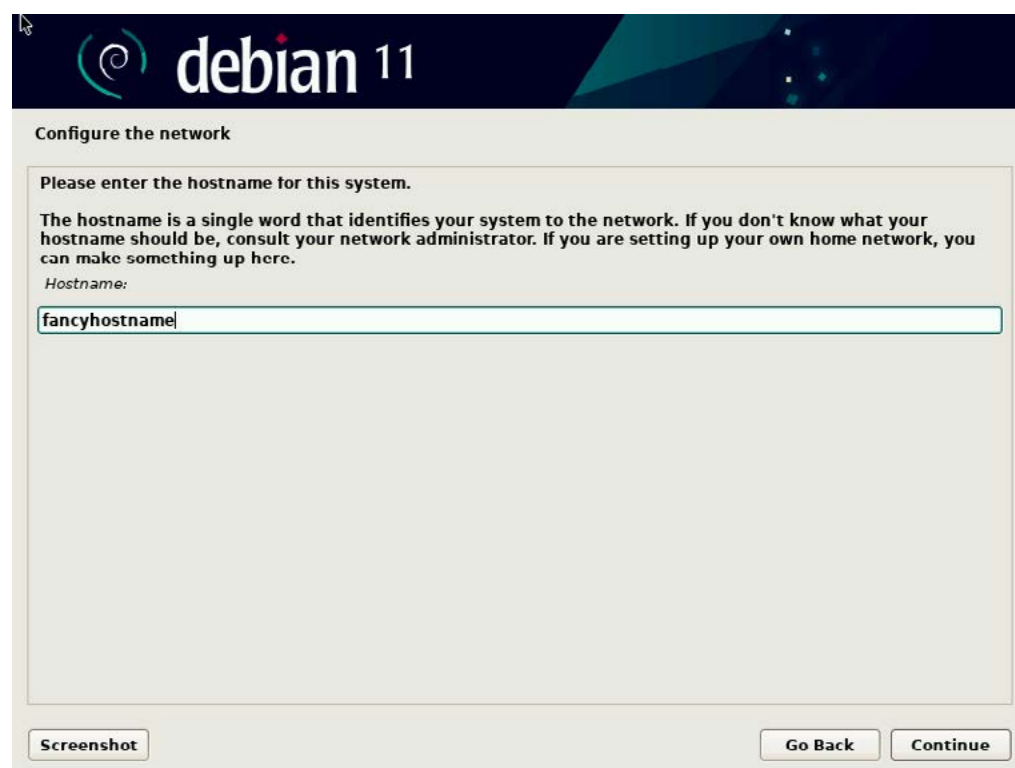 debian 11
Configure the network
Please enter the hostname for this system.
The hostname is a single word that identifies your system to the network. If you don't know what your
hostname should be, consult your network administrator. If you are setting up your own home network, you
can make something up here.
Hostname:
fancyhostname
Screenshot
Go Back
Continue